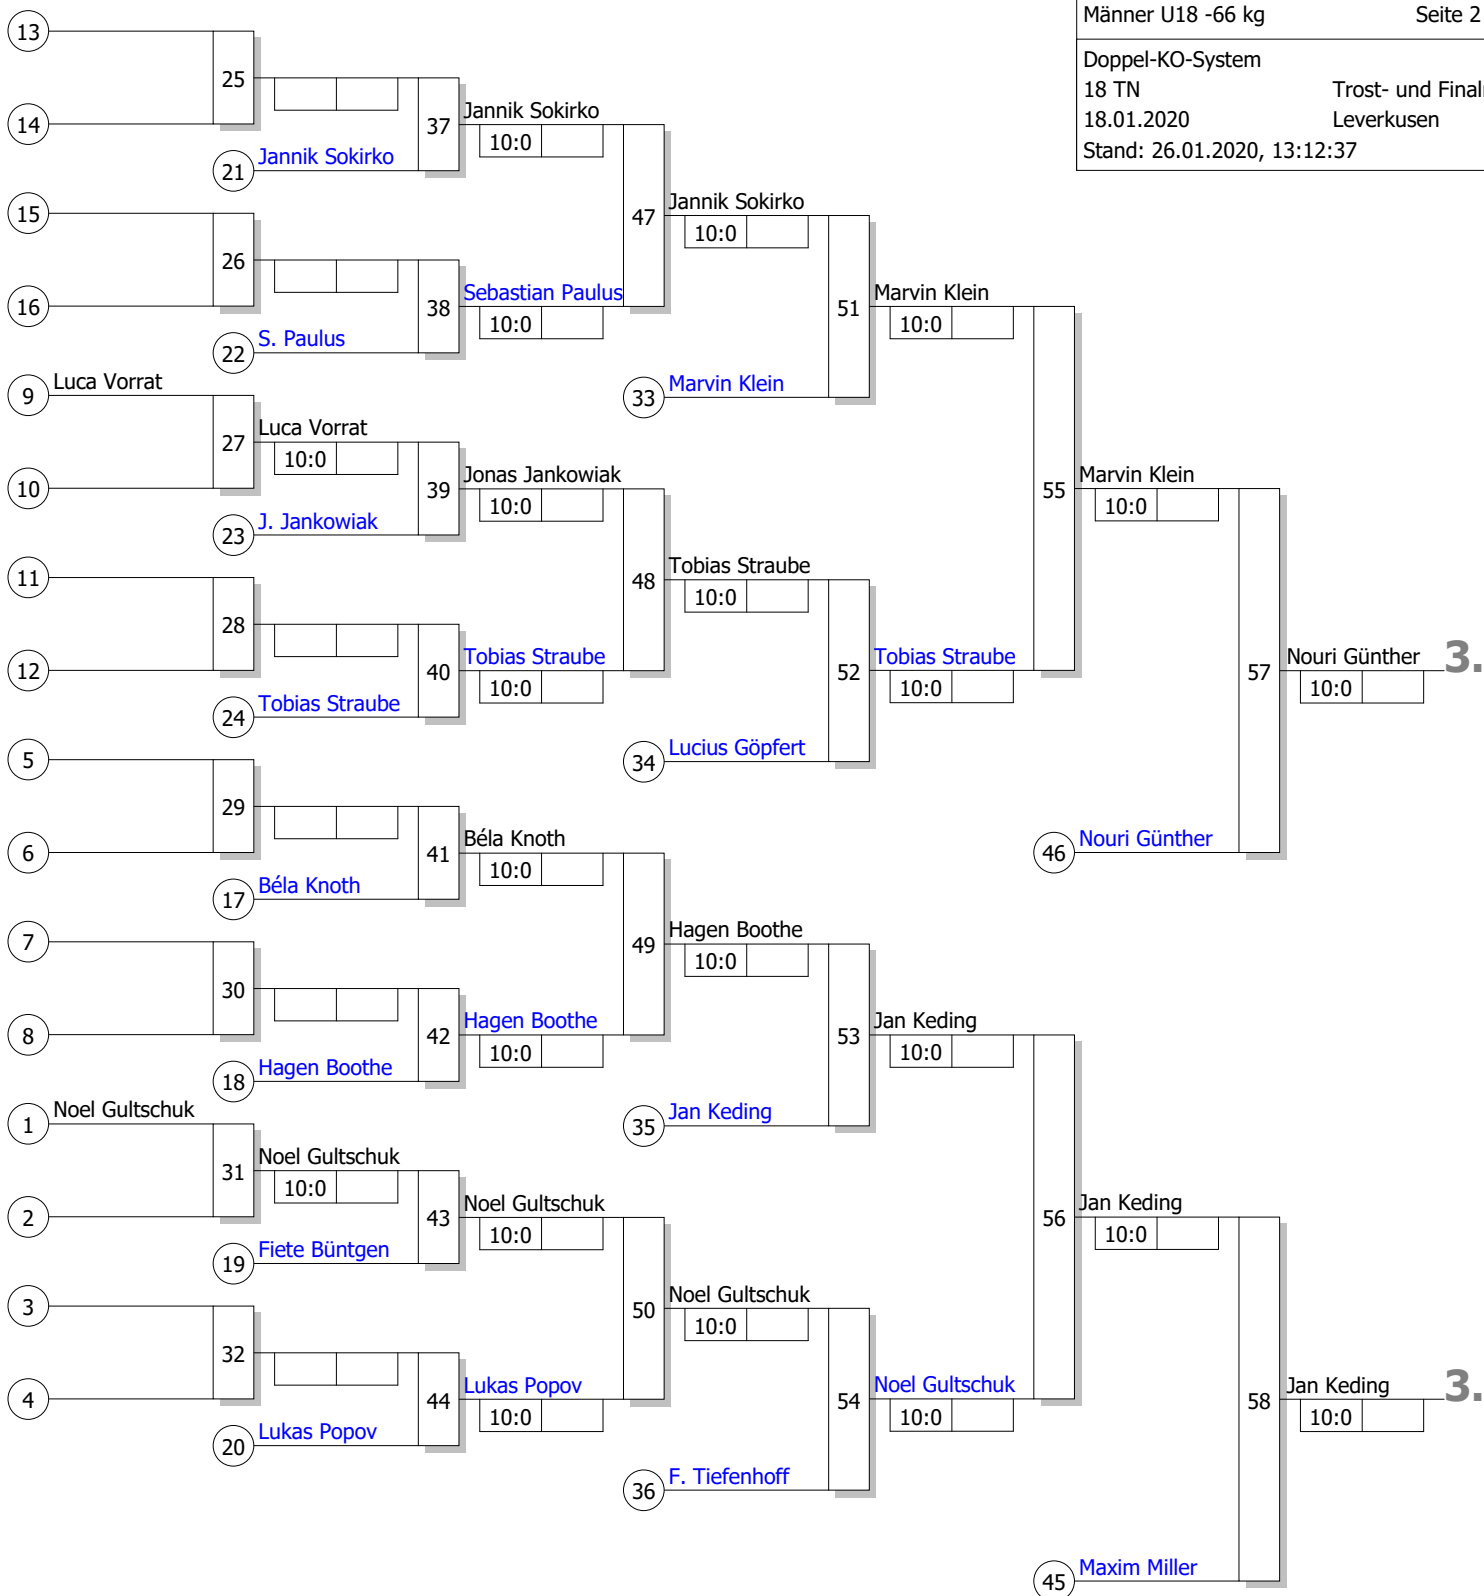 Männer U18 -66 kg Seite 2
Doppel-KO-System
18 TN Trost- und Final
18.01.2020 Leverkusen
Stand: 26.01.2020, 13:12:37
13
25
14
37
Jannik Sokirko
10:0
21
Jannik Sokirko
15
47
Jannik Sokirko
10:0
26
16
38
Sebastian Paulus
10:0
22
S. Paulus
51
Marvin Klein
10:0
9
Luca Vorrat
33
Marvin Klein
27
Luca Vorrat
10:0
10
39
Jonas Jankowiak
10:0
23
J. Jankowiak
55
Marvin Klein
10:0
11
48
Tobias Straube
10:0
28
12
40
Tobias Straube
10:0
24
Tobias Straube
52
Tobias Straube
10:0
57
Nouri Günther
10:0
3.
5
34
Lucius Göpfert
29
6
41
Béla Knoth
10:0
46
Nouri Günther
17
Béla Knoth
7
49
Hagen Boothe
10:0
30
8
42
Hagen Boothe
10:0
18
Hagen Boothe
53
Jan Keding
10:0
1
Noel Gultschuk
35
Jan Keding
31
Noel Gultschuk
10:0
2
43
Noel Gultschuk
10:0
19
Fiete Büntgen
56
Jan Keding
10:0
3
50
Noel Gultschuk
10:0
32
4
44
Lukas Popov
10:0
20
Lukas Popov
54
Noel Gultschuk
10:0
58
Jan Keding
10:0
3.
36
F. Tiefenhoff
45
Maxim Miller